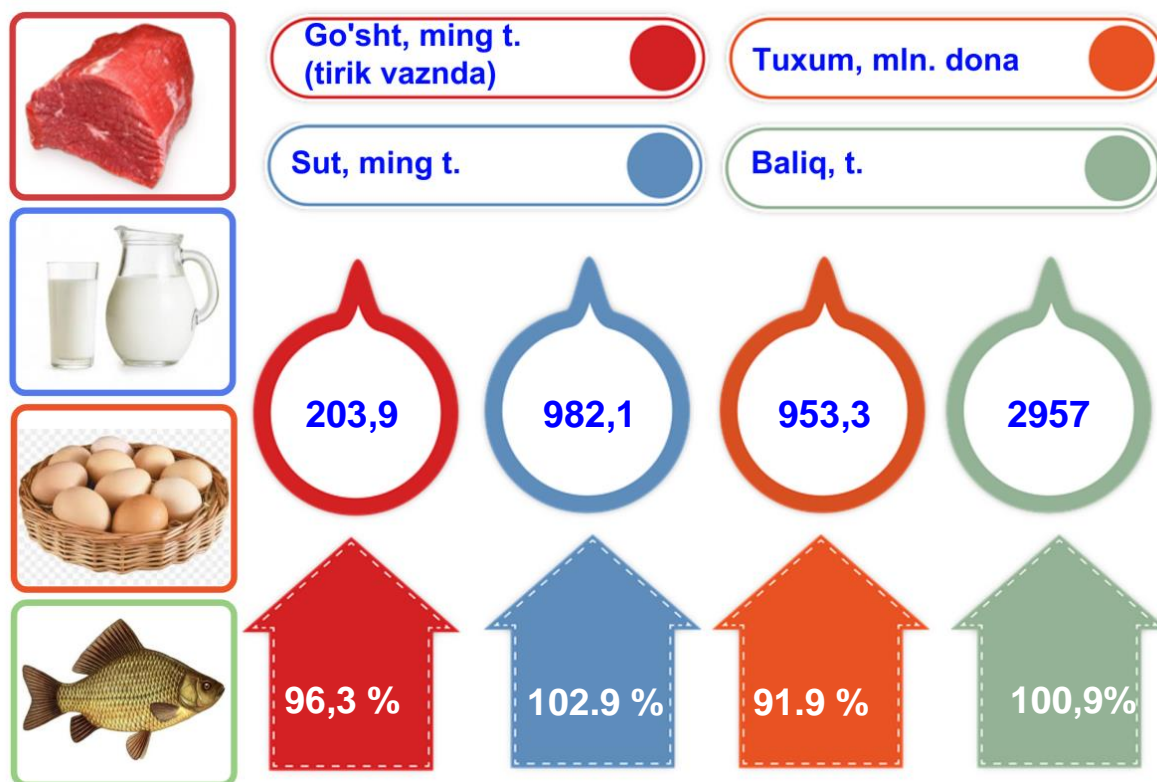 Go'sht, ming t.
(tirik vaznda)
Tuxum, mln. dona
Sut, ming t.
Baliq, t.
203,9
982,1
953,3
2957
96,3 %
102.9 %
91.9 %
100,9%